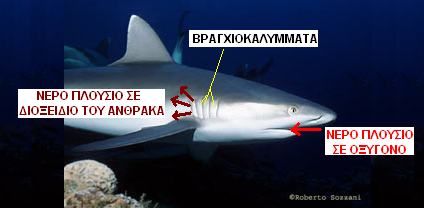 ΒΡΑΓΧΙΟΚΑΛΥΜΜΑΤΑ
ΝΕΡΟ ΠΛΟΥΣΙΟ ΣΕ
ΔΙΟΞΕΙΔΙΟ ΤΟΥ ΑΝΘΡΑΚΑ
ΝΕΡΟ ΠΛΟΥΣΙΟ
ΣΕ ΟΞΥΓΟΝΟ
©Roberto Sozzani